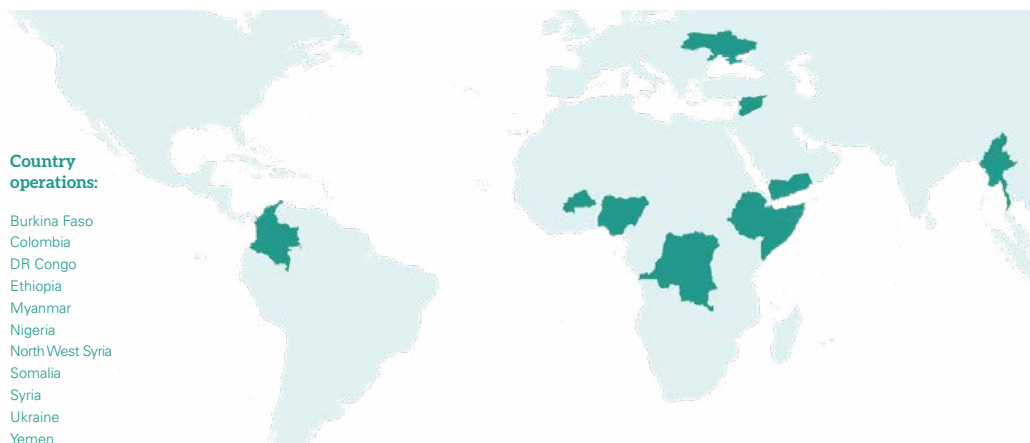 Country
operations:
Burkina Faso
Colombia
DR Congo
Ethiopia
Myanmar
Nigeria
North West Syria
Somalia
Syria
Ukraine
Yemen